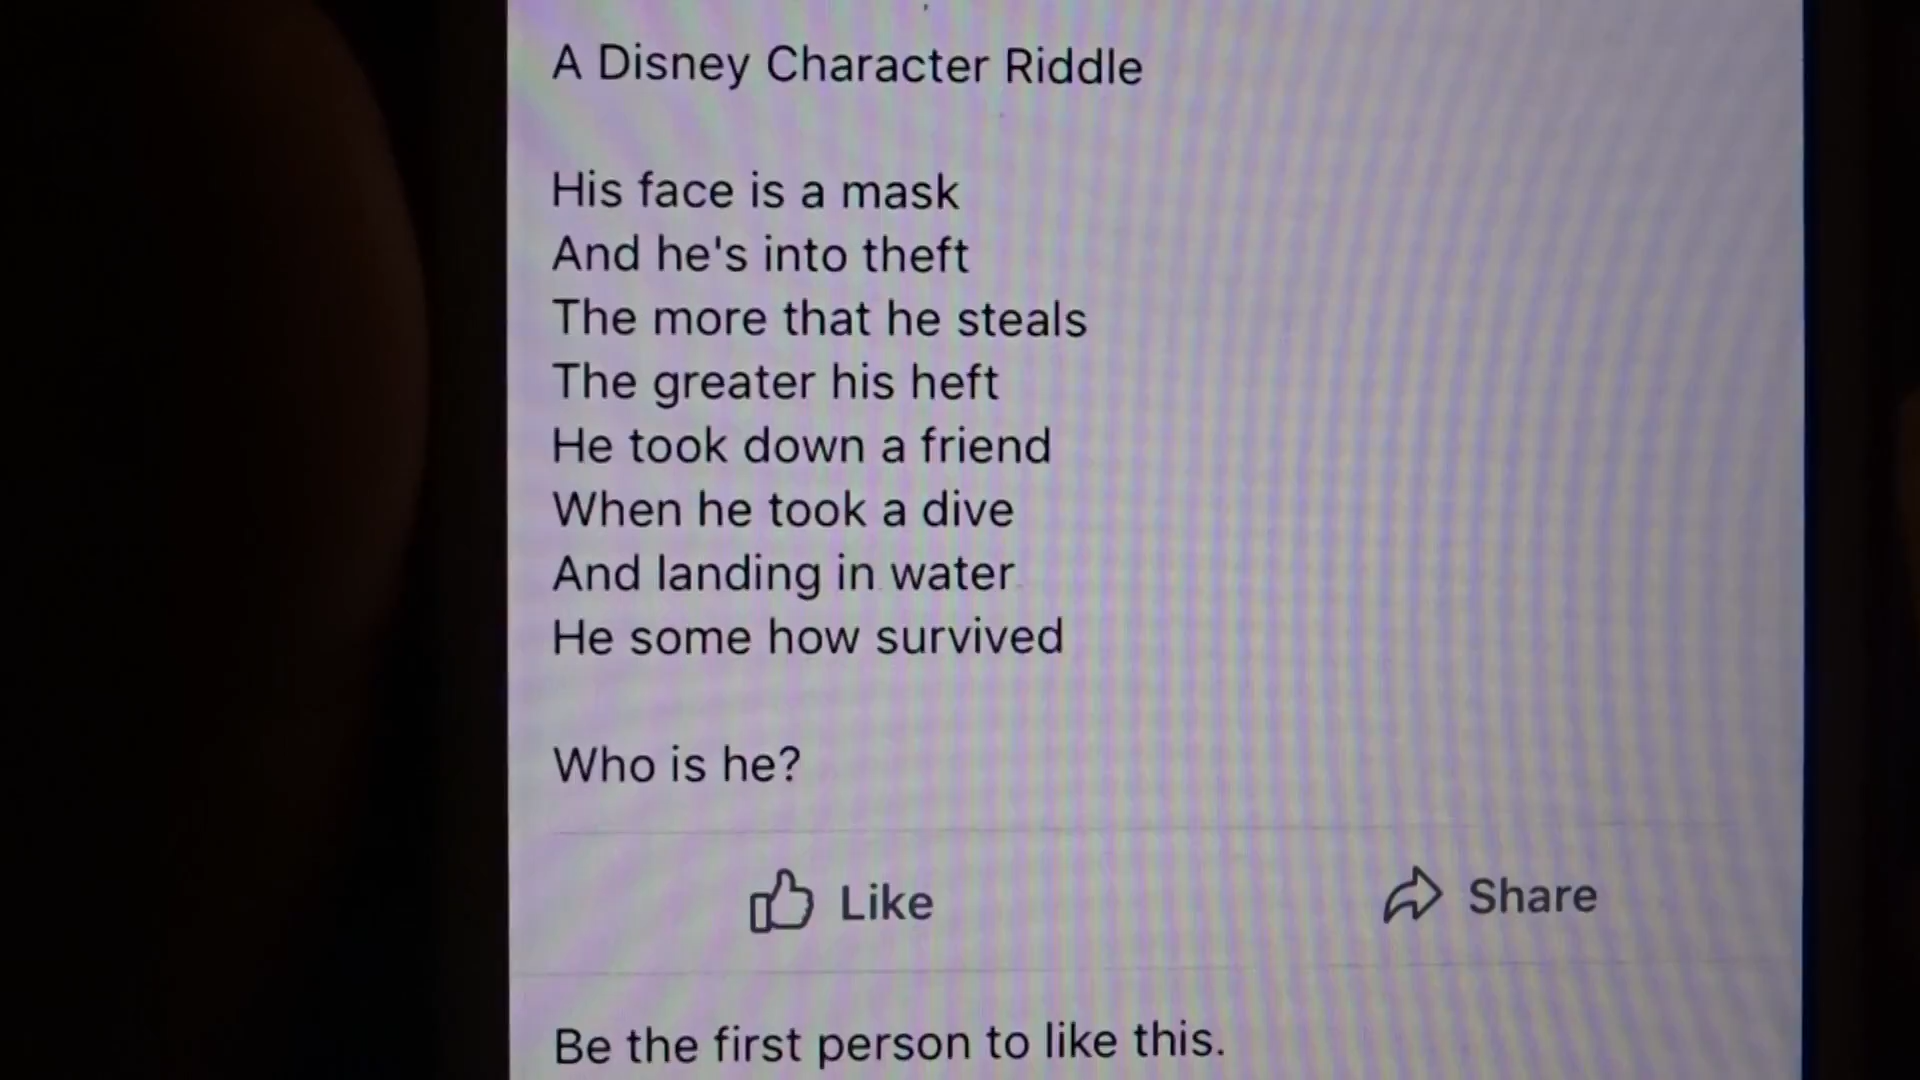 A Disney Character Riddle
His face is a mask
And he's into theft
The more that he steals
The greater his heft
He took down a friend
When he took a dive
And landing in water
He some how survived
Who is he?
Like
Share
Be the first person to like this.